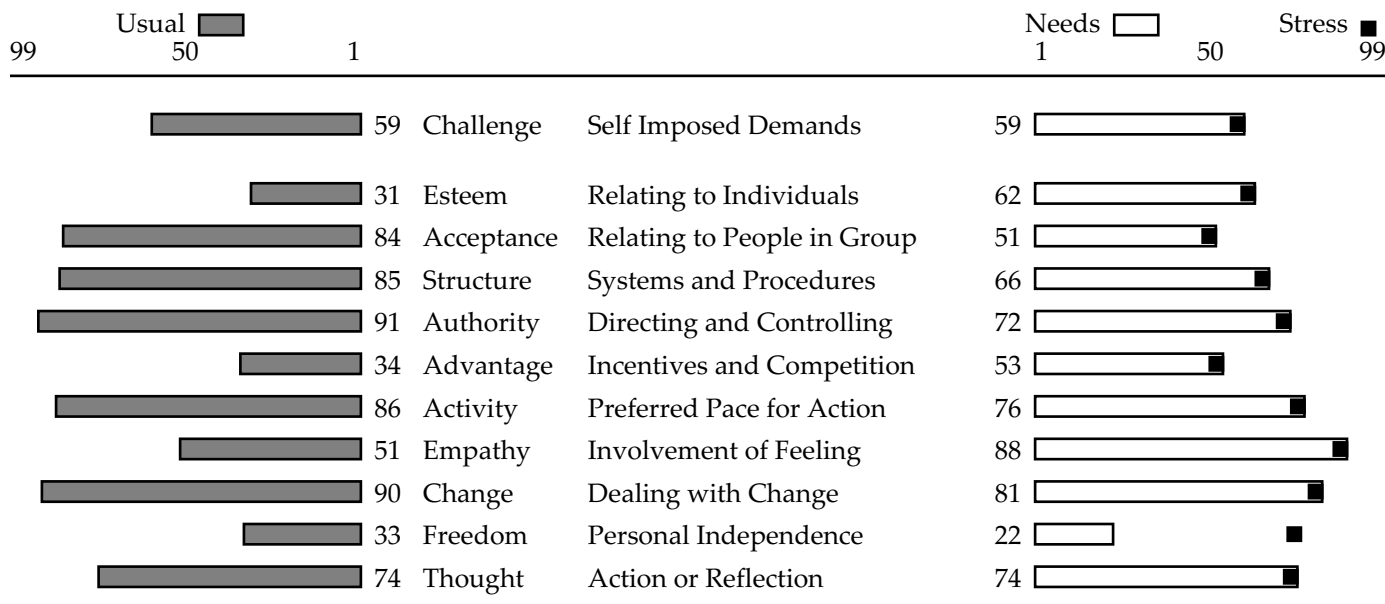 Usual Needs Stress
99 50 1 1 50 99
59 Challenge Self Imposed Demands 59
31 Esteem Relating to Individuals 62
84 Acceptance Relating to People in Group 51
85 Structure Systems and Procedures 66
91 Authority Directing and Controlling 72
34 Advantage Incentives and Competition 53
86 Activity Preferred Pace for Action 76
51 Empathy Involvement of Feeling 88
90 Change Dealing with Change 81
33 Freedom Personal Independence 22
74 Thought Action or Reflection 74